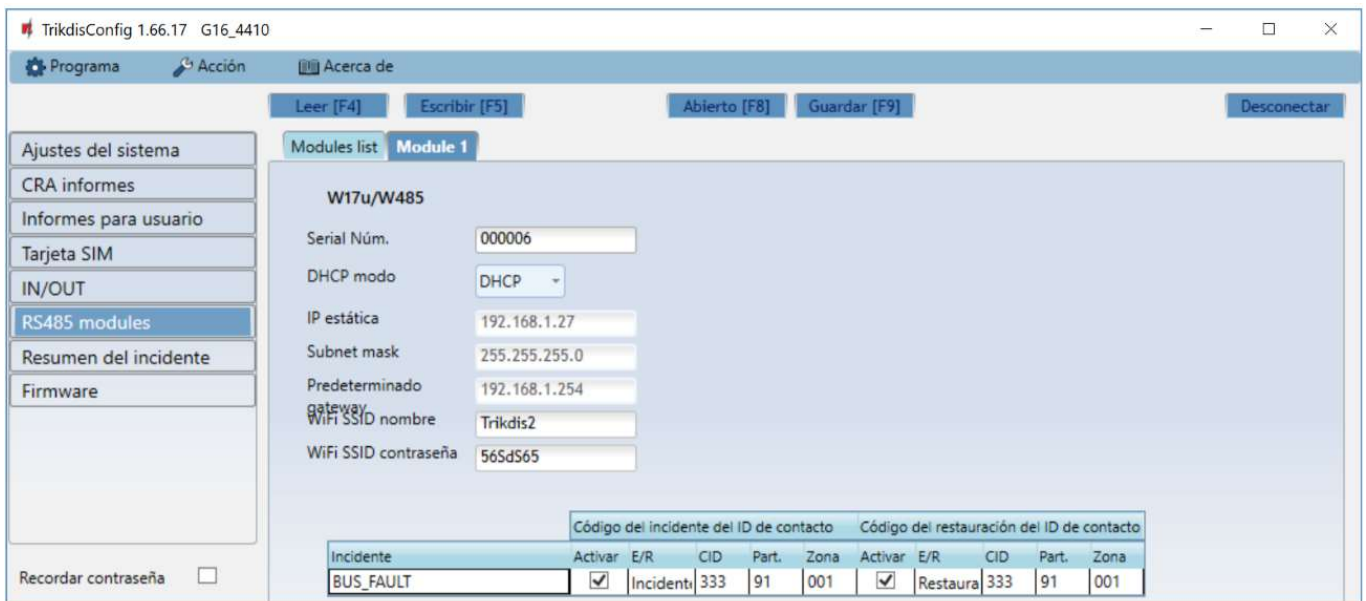 TrikdisConfig 1.66.17 G16_4410
Programa Acción Acerca de
Leer [F4] Escribir [F5] Abierto [F8] Guardar [F9] Desconectar
Ajustes del sistema
CRA informes
Informes para usuario
Tarjeta SIM
IN/OUT
RS485 modules
Resumen del incidente
Firmware
Recordar contraseña
Modules list Module 1
W17u/W485
Serial Núm. 000006
DHCP modo DHCP
IP estática 192.168.1.27
Subnet mask 255.255.255.0
Predeterminado gateway 192.168.1.254
WiFi SSID nombre Trikdis2
WiFi SSID contraseña 56SdS65
Código del incidente del ID de contacto Código del restauración del ID de contacto
Incidente Activar E/R CID Part. Zona Activar E/R CID Part. Zona
BUS_FAULT Incident 333 91 001 Restaura 333 91 001